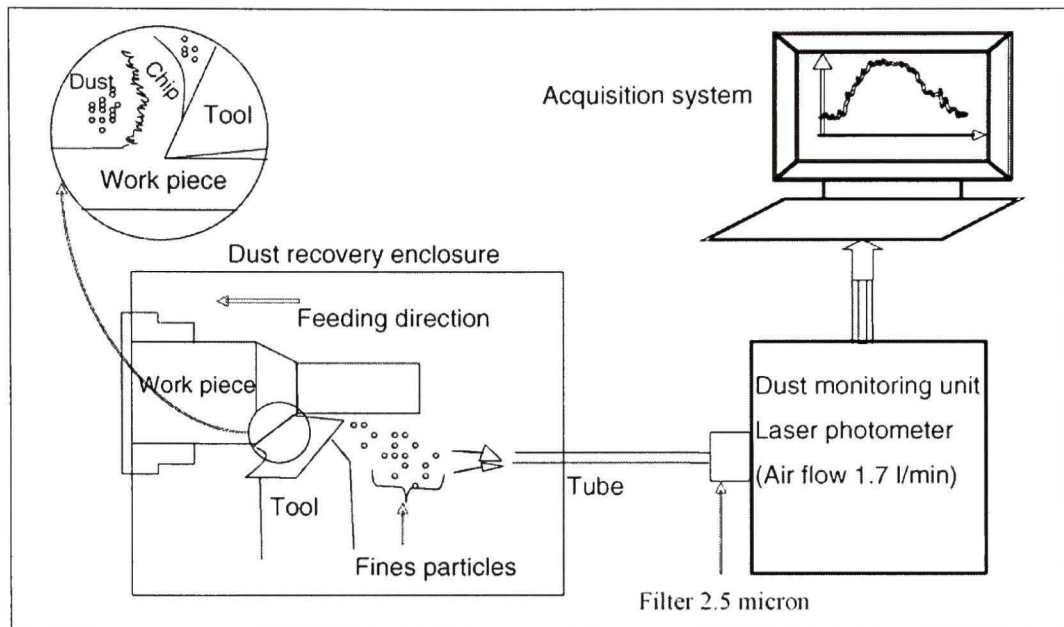 Dust
Chip
Tool
Work piece
Acquisition system
Dust recovery enclosure
Feeding direction
Work piece
Tool
Fines particles
Tube
Dust monitoring unit
Laser photometer
(Air flow 1.7 l/min)
Filter 2.5 micron